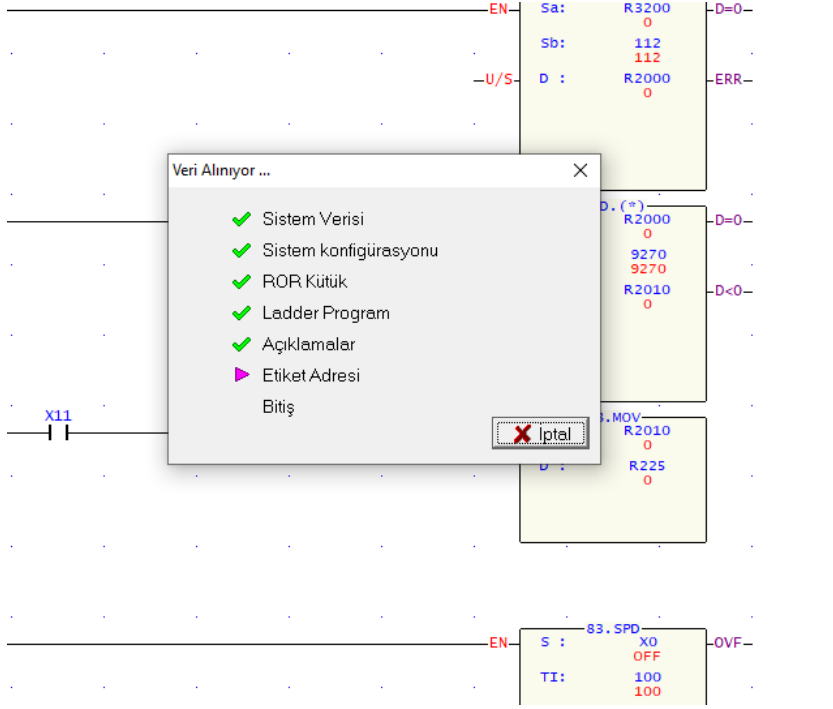 EN Sa: R3200 D=0
0
Sb: 112
112
U/S D : R2000 ERR
0
Veri Alınıyor ...
D.(*)
Sistem Verisi R2000 D=0
0
Sistem konfigürasyonu 9270
9270
ROR Kütük R2010 D<0
0
Ladder Program
Açıklamalar
Etiket Adresi
Bitiş
X11 .MOV
İptal R2010
0
D : R225
0
83.SPD
EN S : X0 OVF
OFF
TI: 100
100